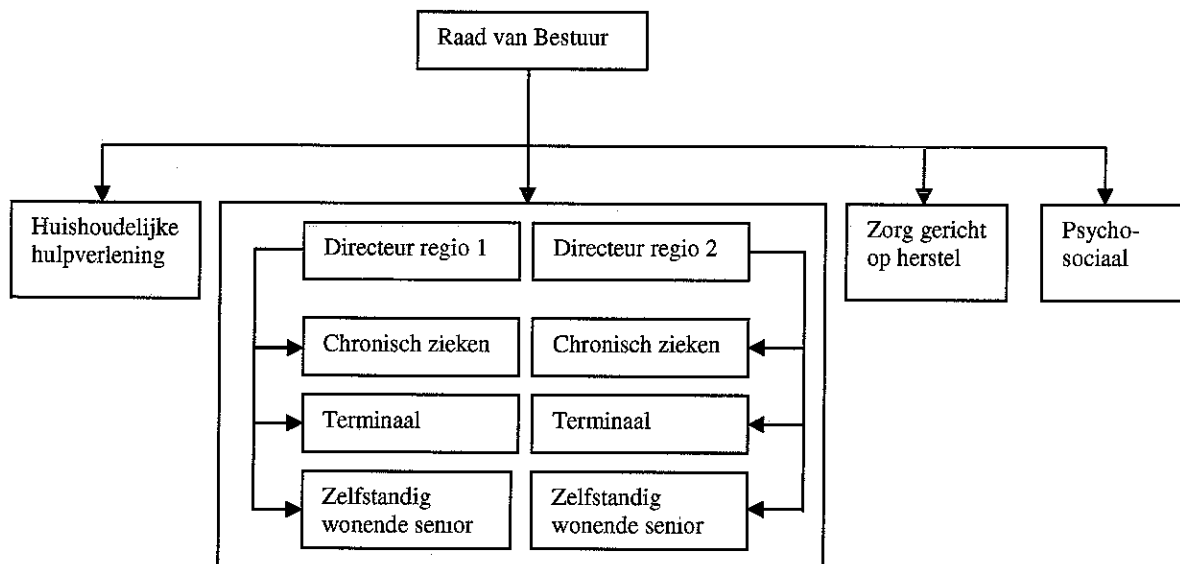 Raad van Bestuur
Huishoudelijke
hulpverlening
Directeur regio 1
Directeur regio 2
Zorg gericht
op herstel
Psycho-
sociaal
Chronisch zieken
Chronisch zieken
Terminaal
Terminaal
Zelfstandig
wonende senior
Zelfstandig
wonende senior